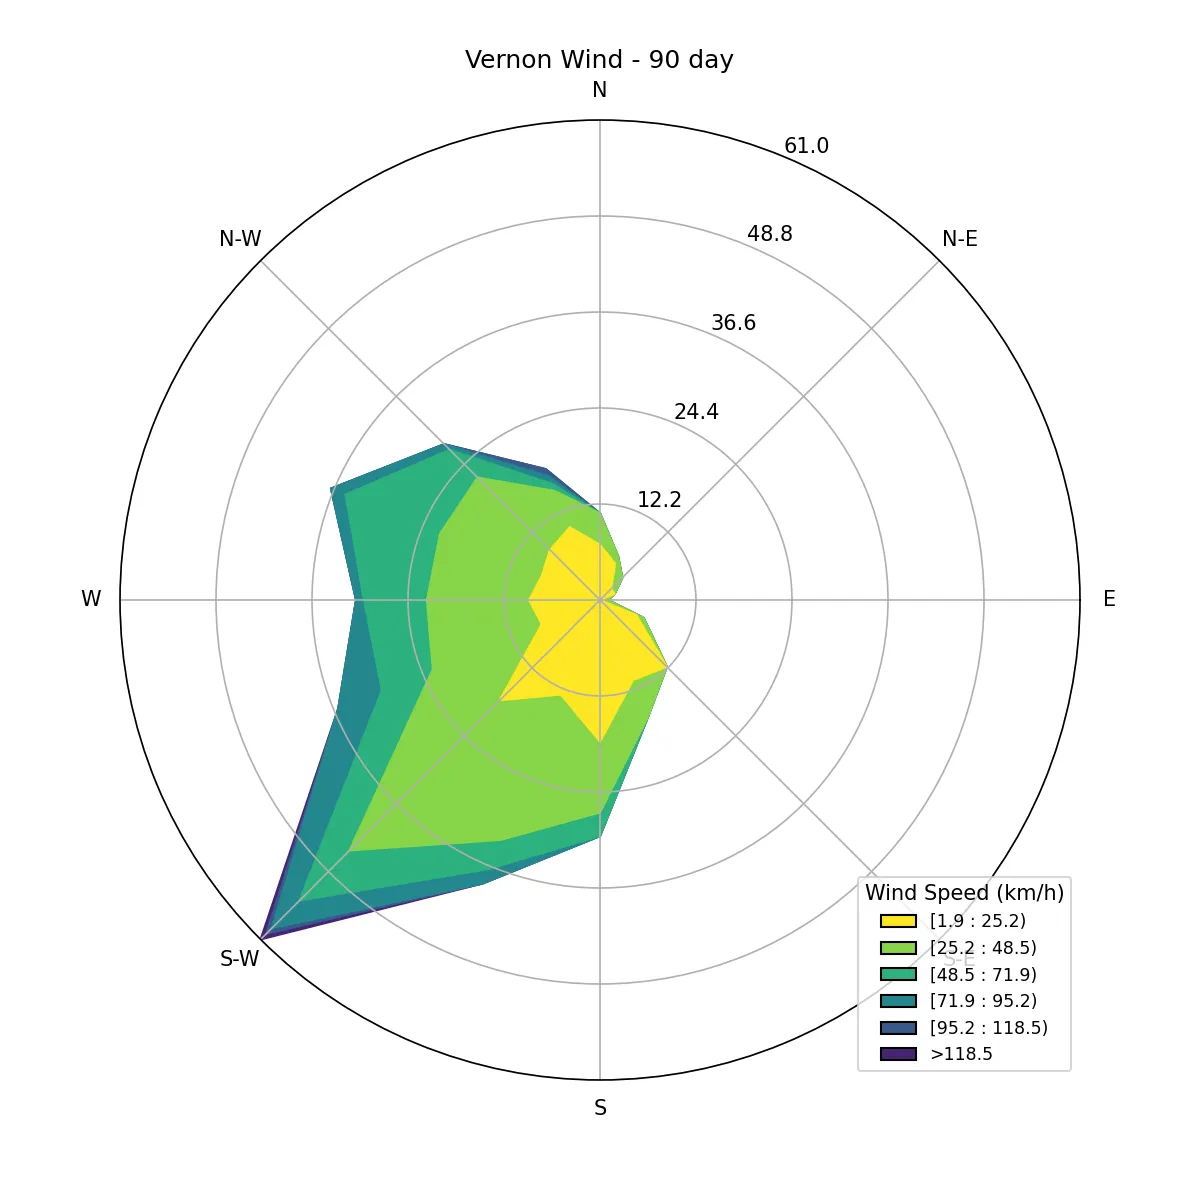 Vernon Wind - 90 day
N
61.0
N-W
N-E
48.8
36.6
24.4
12.2
W
E
S-W
S-E
Wind Speed (km/h)
[1.9 : 25.2)
[25.2 : 48.5)
[48.5 : 71.9)
[71.9 : 95.2)
[95.2 : 118.5)
>118.5
S